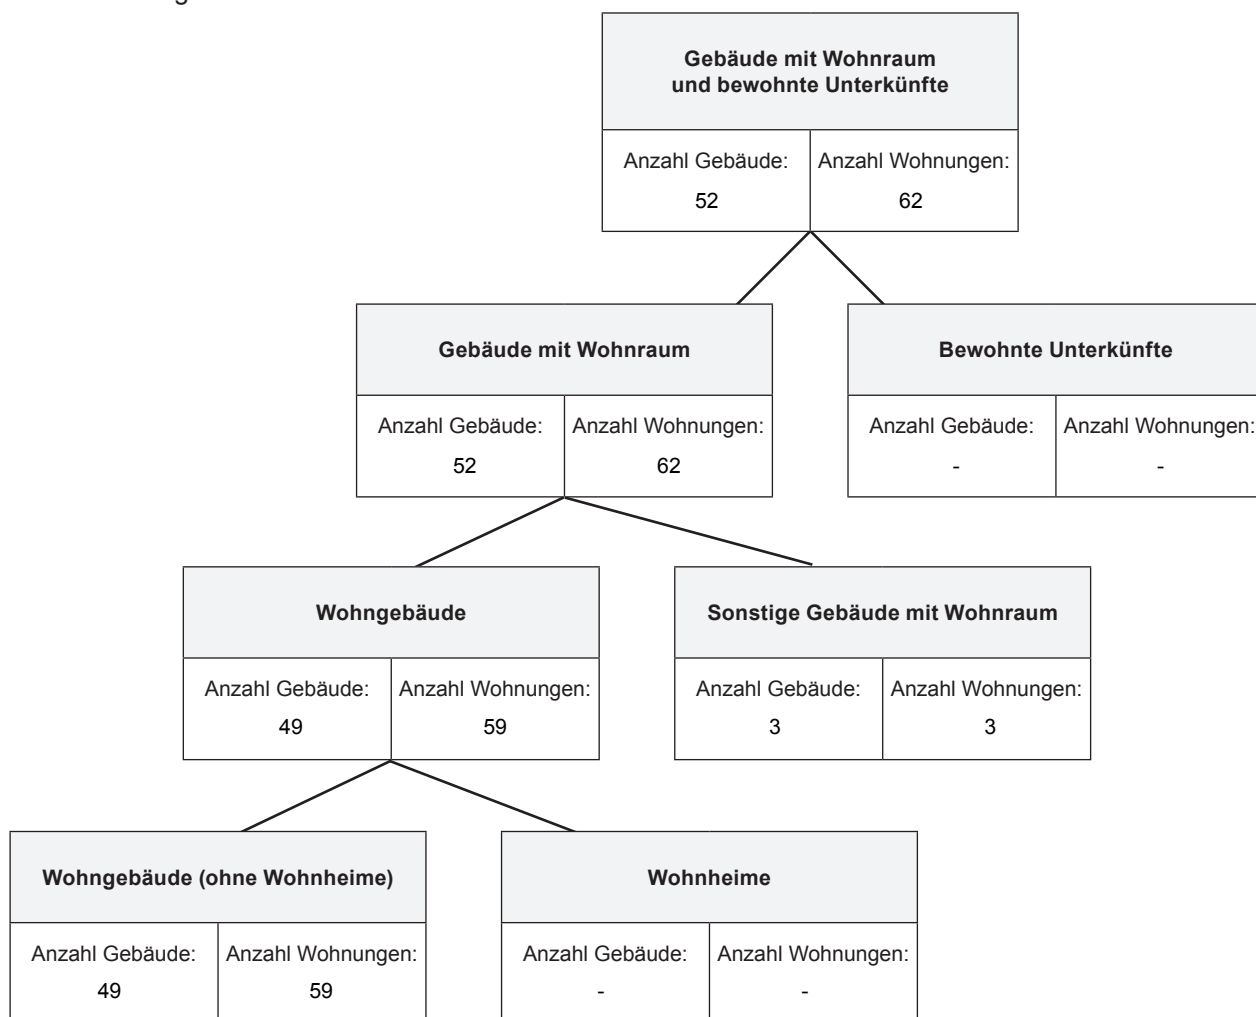 Gebäude mit Wohnraum
und bewohnte Unterkünfte
Anzahl Gebäude: Anzahl Wohnungen:
52 62
Gebäude mit Wohnraum Bewohnte Unterkünfte
Anzahl Gebäude: Anzahl Wohnungen: Anzahl Gebäude: Anzahl Wohnungen:
52 62 - -
Wohngebäude Sonstige Gebäude mit Wohnraum
Anzahl Gebäude: Anzahl Wohnungen: Anzahl Gebäude: Anzahl Wohnungen:
49 59 3 3
Wohngebäude (ohne Wohnheime) Wohnheime
Anzahl Gebäude: Anzahl Wohnungen: Anzahl Gebäude: Anzahl Wohnungen:
49 59 - -